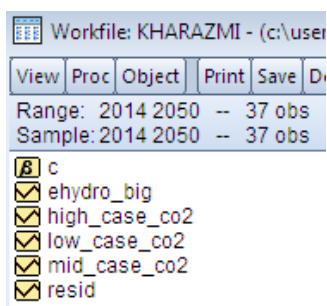 Workfile: KHARAZMI - (c:\user
View Proc Object Print Save De
Range: 2014 2050 -- 37 obs
Sample: 2014 2050 -- 37 obs
β c
ehydro_big
high_case_co2
low_case_co2
mid_case_co2
resid